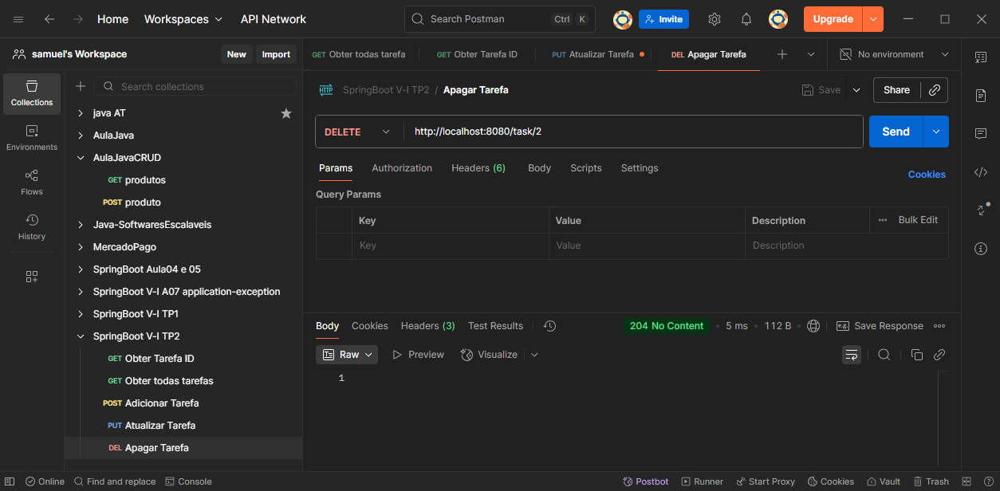 Home Workspaces API Network Search Postman Ctrl K Invite Upgrade
samuel's Workspace New Import
GET Obter todas tarefa GET Obter Tarefa ID PUT Atualizar Tarefa DEL Apagar Tarefa No environment
Collections
Environments
Flows
History
Search collections
java AT
AulaJava
AulaJavaCRUD
GET produtos
POST produto
Java-SoftwaresEscalaveis
MercadoPago
SpringBoot Aula04 e 05
SpringBoot V-I A07 application-exception
SpringBoot V-I TP1
SpringBoot V-I TP2
GET Obter Tarefa ID
GET Obter todas tarefas
POST Adicionar Tarefa
PUT Atualizar Tarefa
DEL Apagar Tarefa
HTTP SpringBoot V-I TP2 / Apagar Tarefa Save Share
DELETE http://localhost:8080/task/2 Send
Params Authorization Headers (6) Body Scripts Settings Cookies
Query Params
Key Value Description Bulk Edit
Key Value Description
Body Cookies Headers (3) Test Results 204 No Content 5 ms 112 B e.g. Save Response
Raw Preview Visualize
1
Online Find and replace Console Postbot Runner Start Proxy Cookies Vault Trash